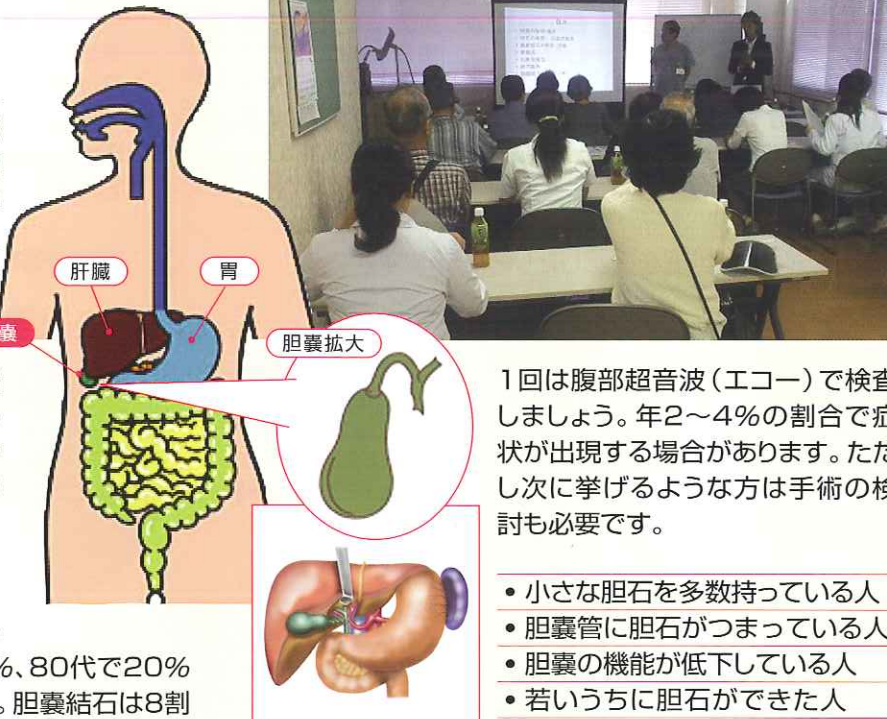 肝臓
胃
嚢
胆嚢拡大
1回は腹部超音波（エコー）で検査
しましょう。年2～4％の割合で症
状が出現する場合があります。ただ
し次に挙げるような方は手術の検
討も必要です。
• 小さな胆石を多数持っている人
• 胆嚢管に胆石がつまっている人
• 胆嚢の機能が低下している人
• 若いうちに胆石ができた人
％、80代で20％
。胆嚢結石は8割